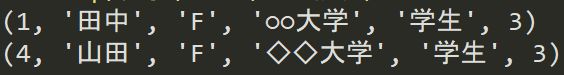 (1, '田中', 'F', '○○大学', '学生', 3)
(4, '山田', 'F', '◇◇大学', '学生', 3)